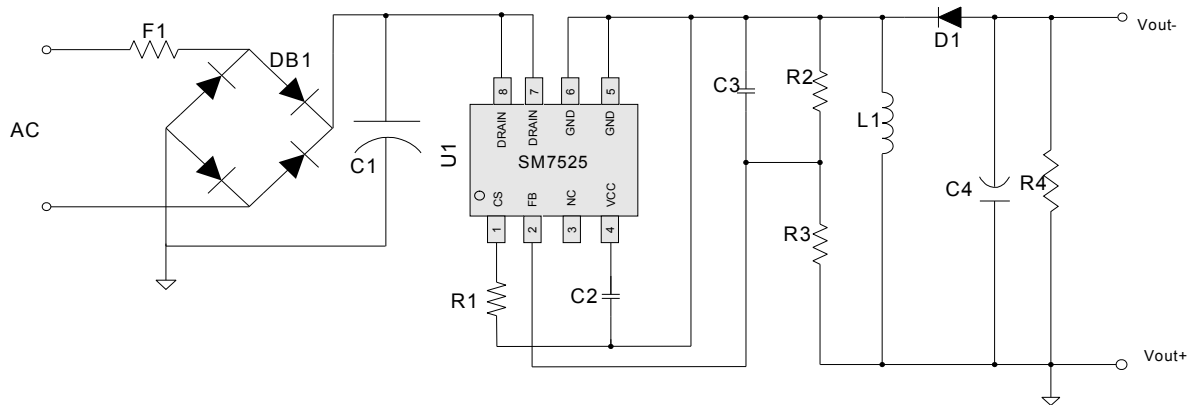 F1
DB1
AC
C1
U1
8
7
6
5
DRAIN
DRAIN
GND
GND
SM7525
CS
FB
NC
VCC
1
2
3
4
R1
C2
C3
R2
R3
L1
D1
C4
R4
Vout-
Vout+